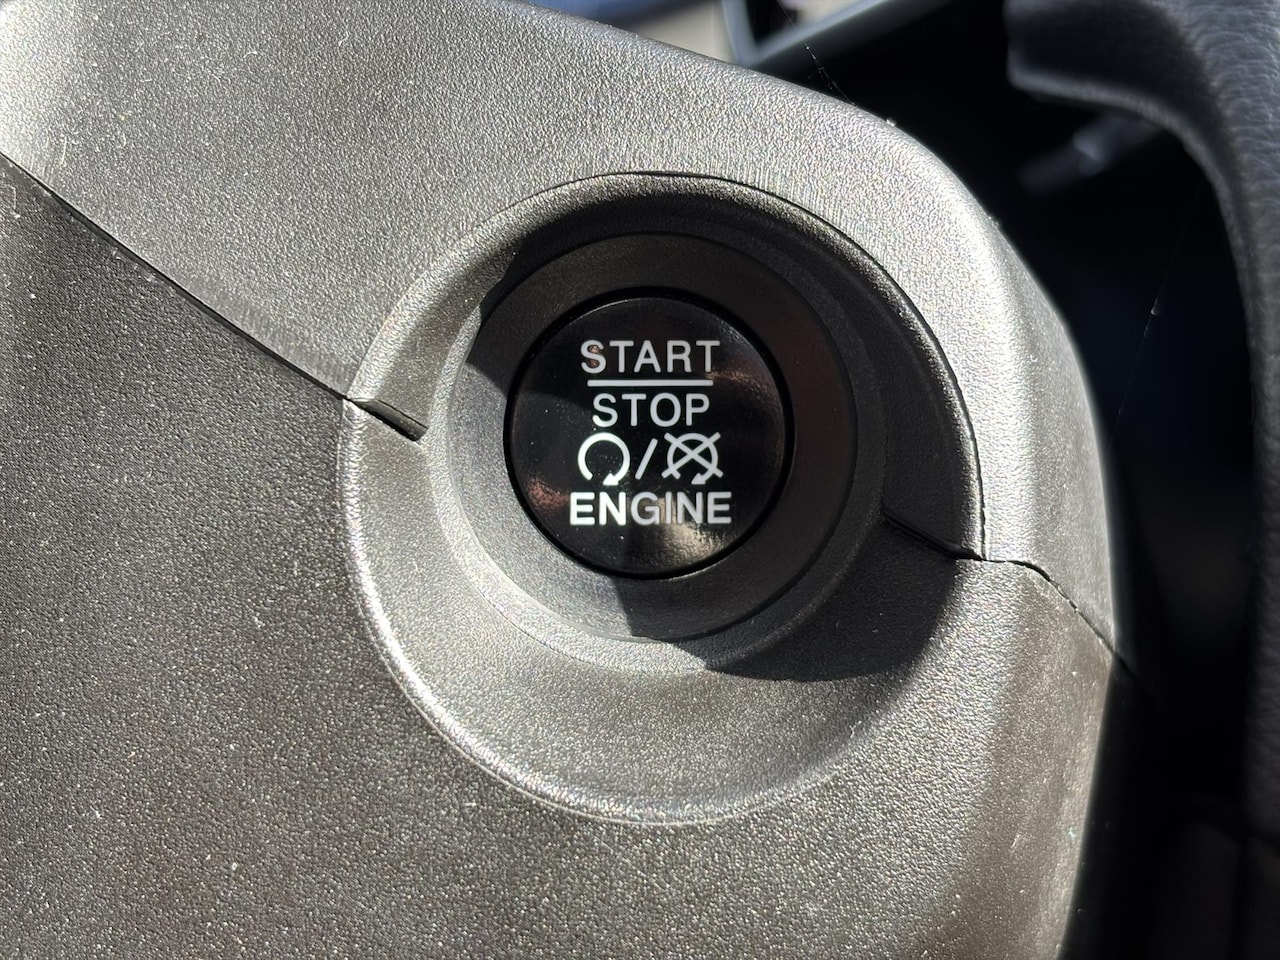 START
STOP
/
ENGINE